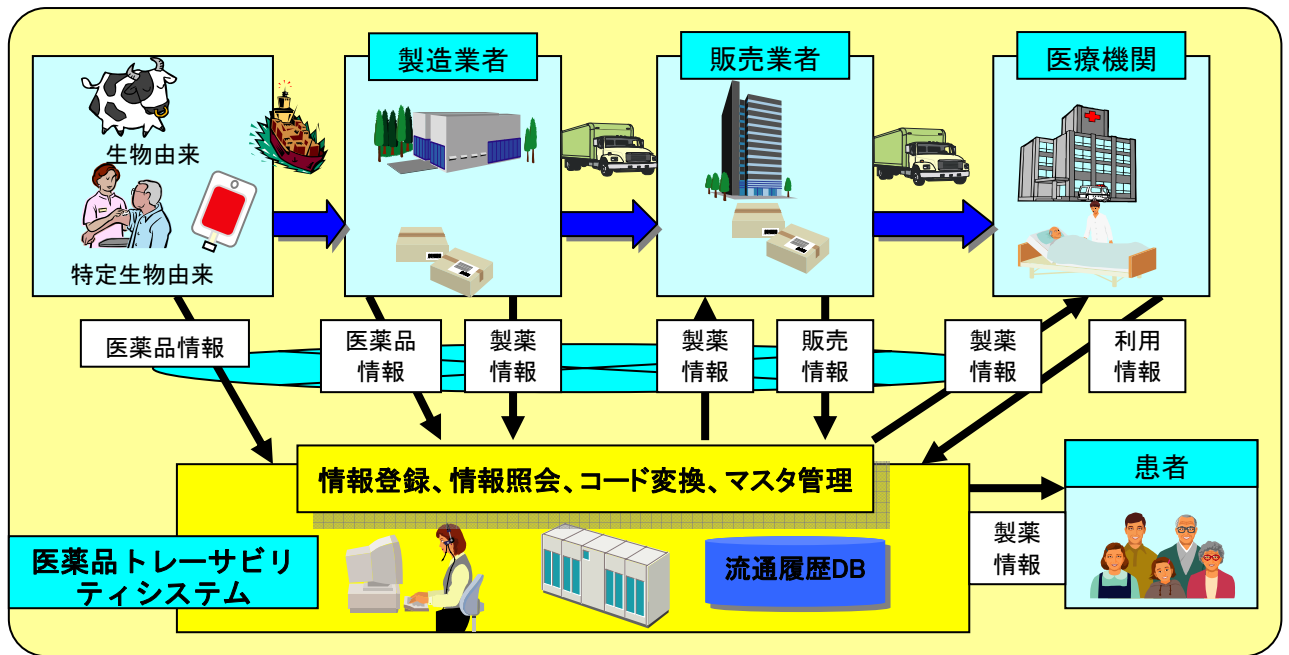 製造業者
販売業者
医療機関
生物由来
特定生物由来
医薬品情報
医薬品
情報
製薬
情報
製薬
情報
販売
情報
製薬
情報
利用
情報
情報登録、情報照会、コード変換、マスタ管理
患者
製薬
情報
医薬品トレーサビリ
ティシステム
流通履歴DB